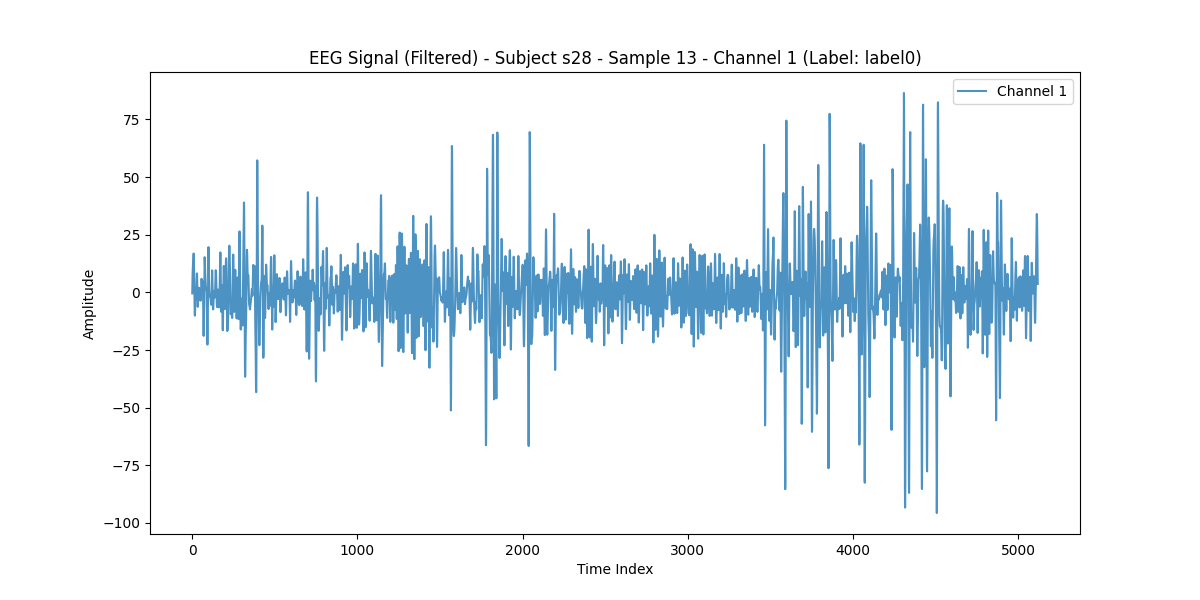 EEG Signal (Filtered) - Subject s28 - Sample 13 - Channel 1 (Label: label0)
Channel 1
75
50
25
0
−25
−50
−75
−100
Amplitude
0 1000 2000 3000 4000 5000
Time Index